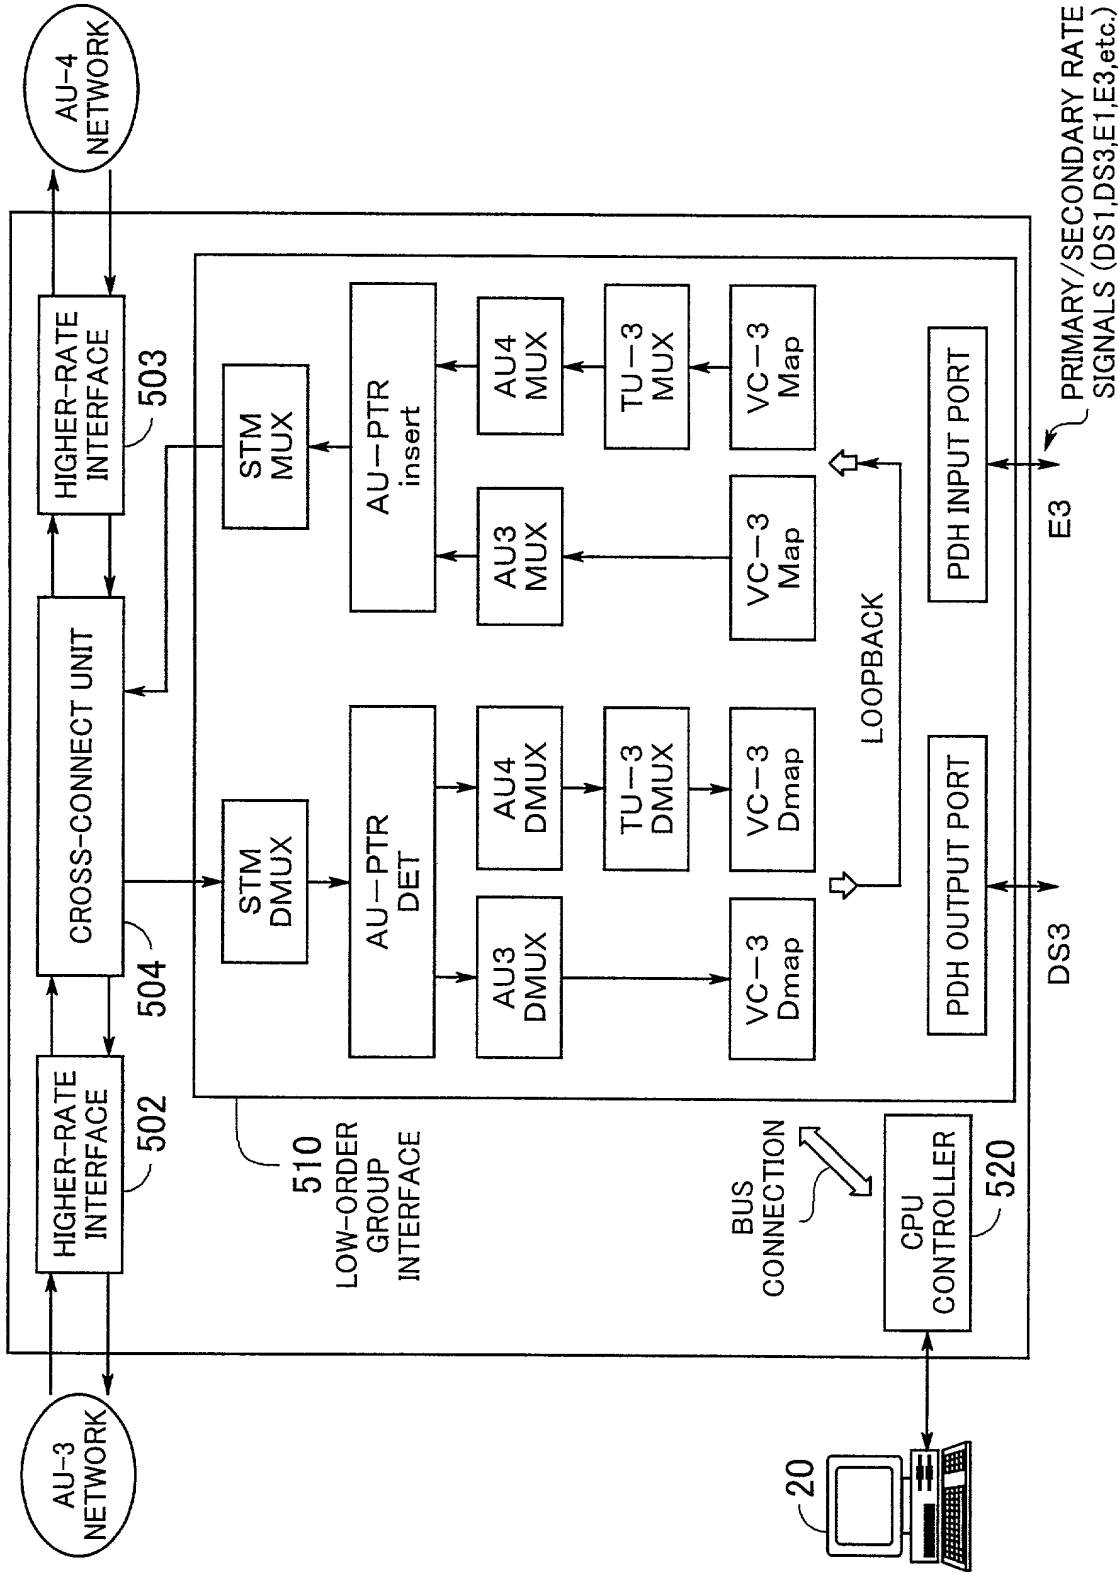 AU-3
NETWORK
HIGHER-RATE
INTERFACE
502
CROSS-CONNECT UNIT
504
HIGHER-RATE
INTERFACE
503
AU-4
NETWORK
510
LOW-ORDER
GROUP
INTERFACE
STM
DMUX
STM
MUX
AU-PTR
DET
AU-PTR
insert
AU3
DMUX
AU4
DMUX
AU3
MUX
AU4
MUX
TU-3
DMUX
TU-3
MUX
VC-3
Dmap
VC-3
Dmap
VC-3
Map
VC-3
Map
LOOPBACK
BUS
CONNECTION
CPU
CONTROLLER
520
20
PDH OUTPUT PORT
PDH INPUT PORT
DS3
E3
PRIMARY/SECONDARY RATE
SIGNALS (DS1,DS3,E1,E3,etc.)